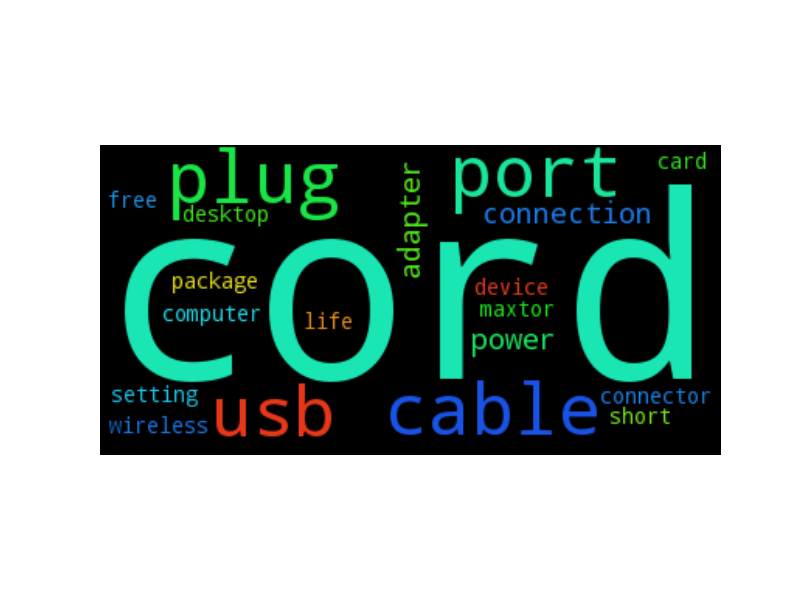 plug
port
card
free
desktop
adapter
connection
cord
package
device
computer
life
maxtor
power
setting
usb
cable
connector
wireless
short